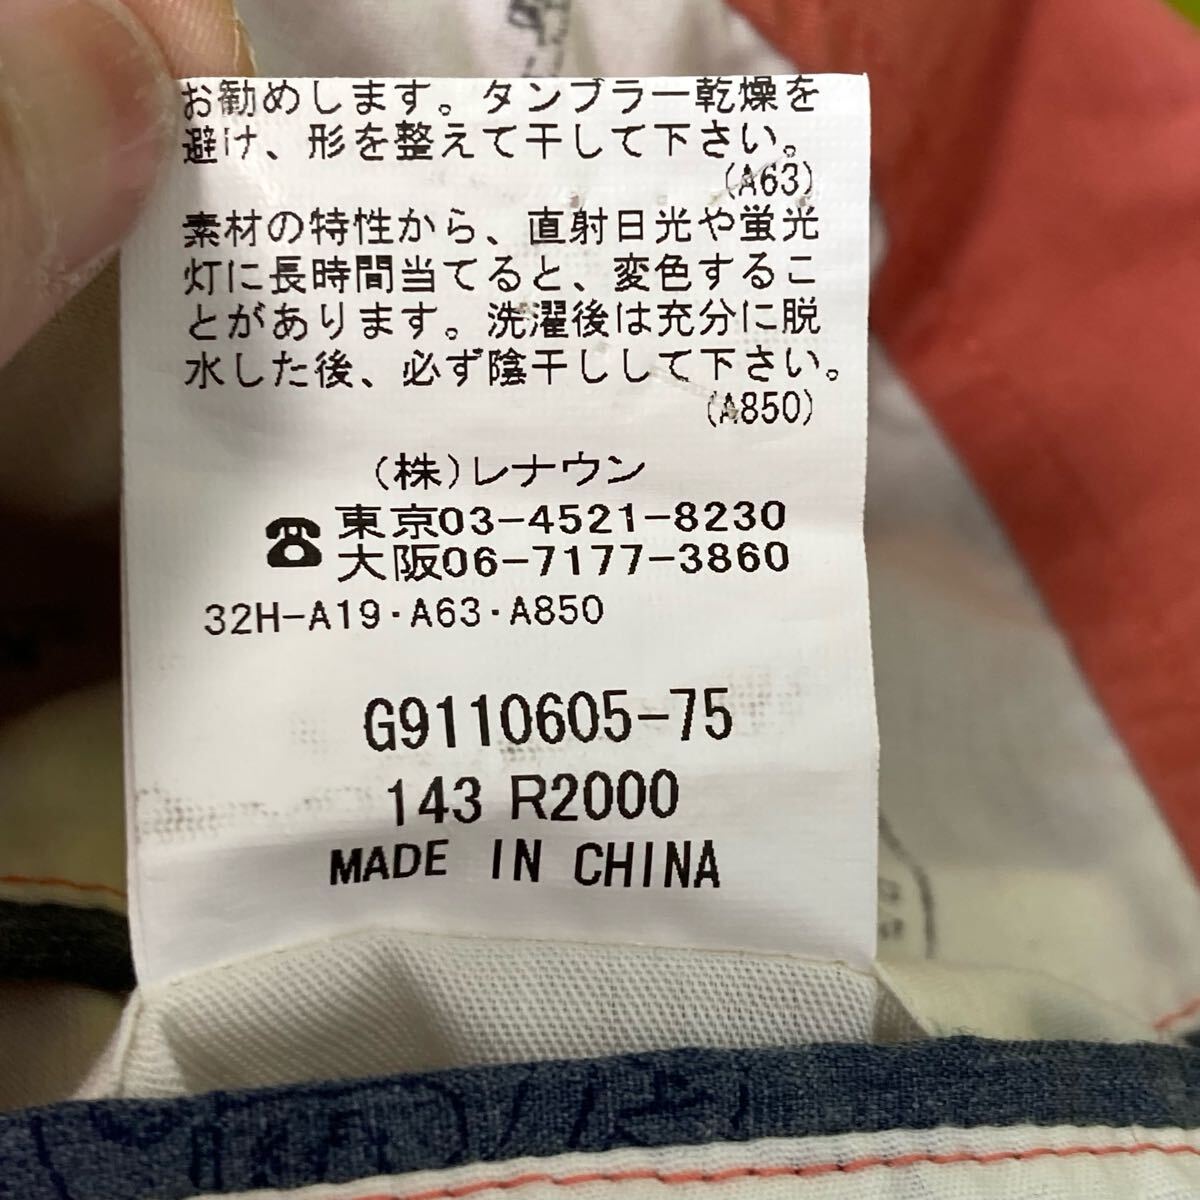 お勧めします。タンブラー乾燥を
避け、形を整えて干して下さい。
(A63)
素材の特性から、直射日光や蛍光
灯に長時間当てると、変色するこ
とがあります。洗濯後は充分に脱
水した後、必ず陰干しして下さい。
(A850)
(株)レナウン
☎東京03-4521-8230
大阪06-7177-3860
32H-A19·A63·A850
G9110605-75
143 R2000
MADE IN CHINA